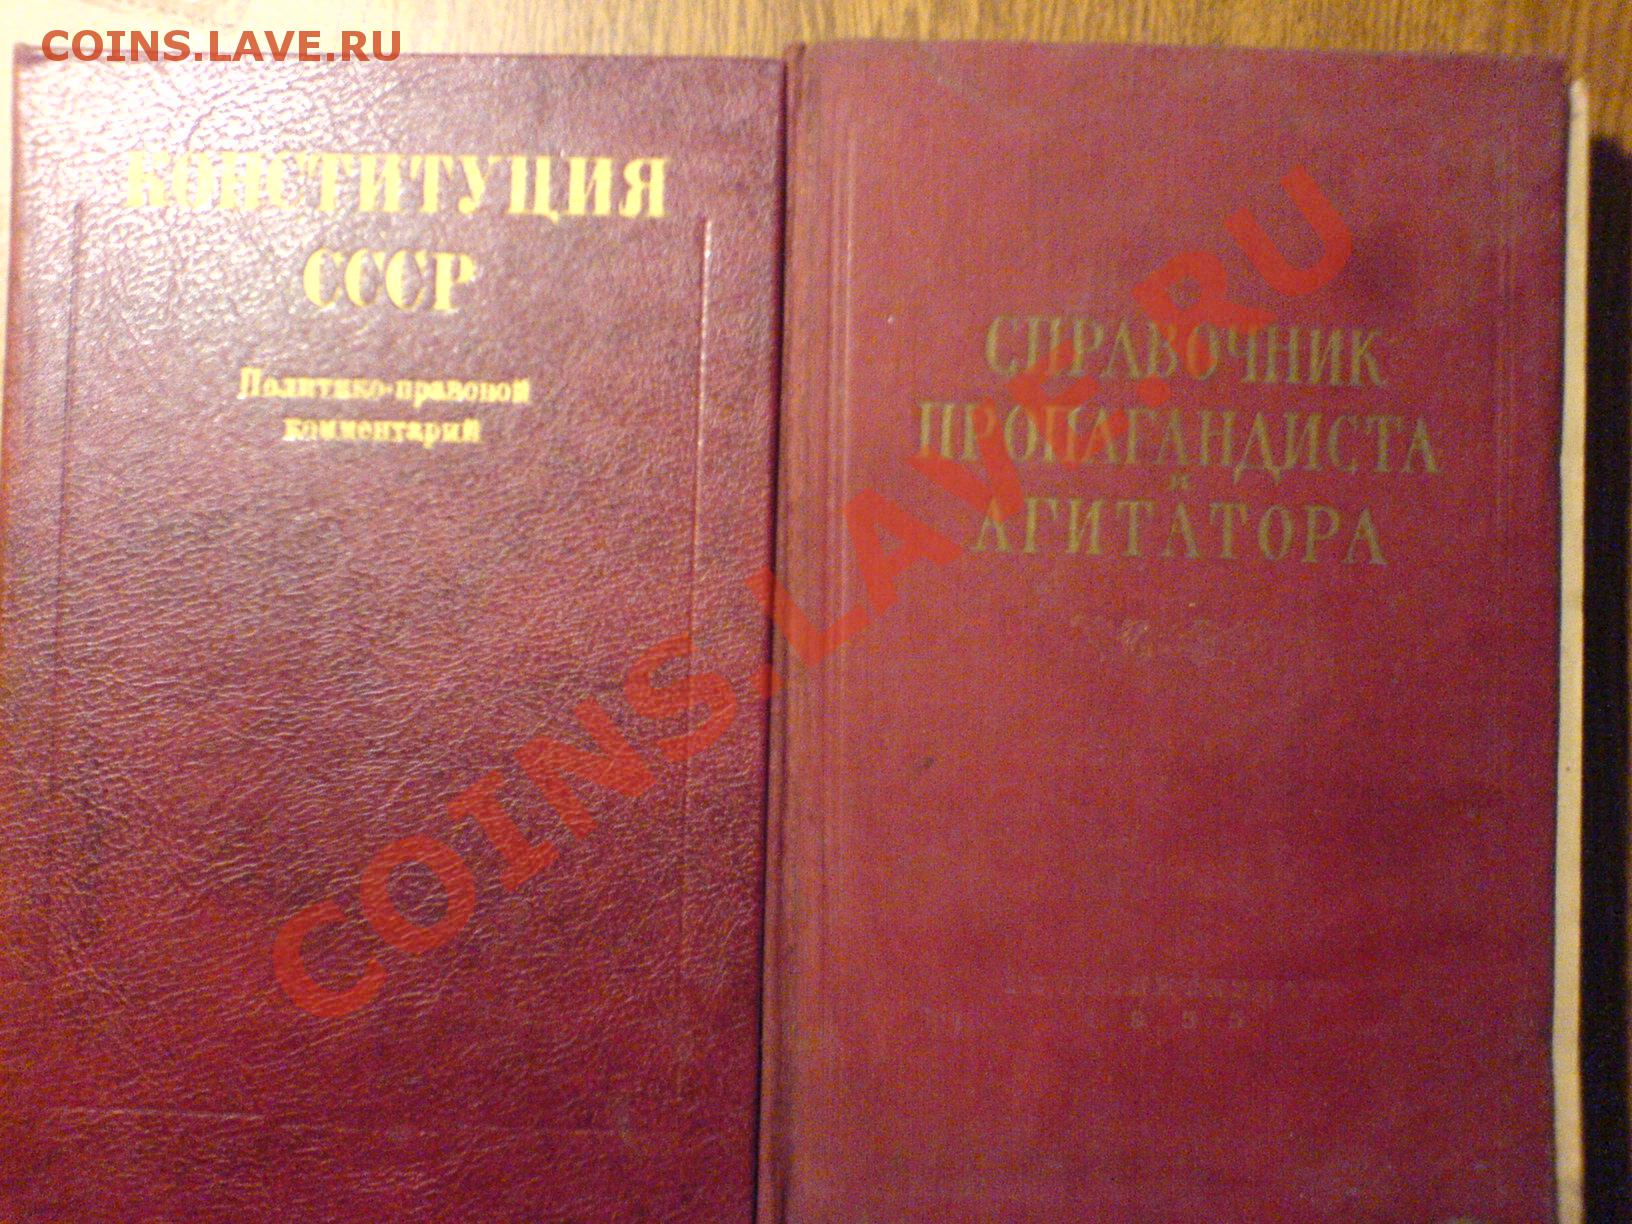 COINS.LAVE.RU
КОНСТИТУЦИЯ
СССР
Политико-правовой
комментарий
СПРАВОЧНИК
ПРОПАГАНДИСТА
и
АГИТАТОРА
COINS.LAVE.RU